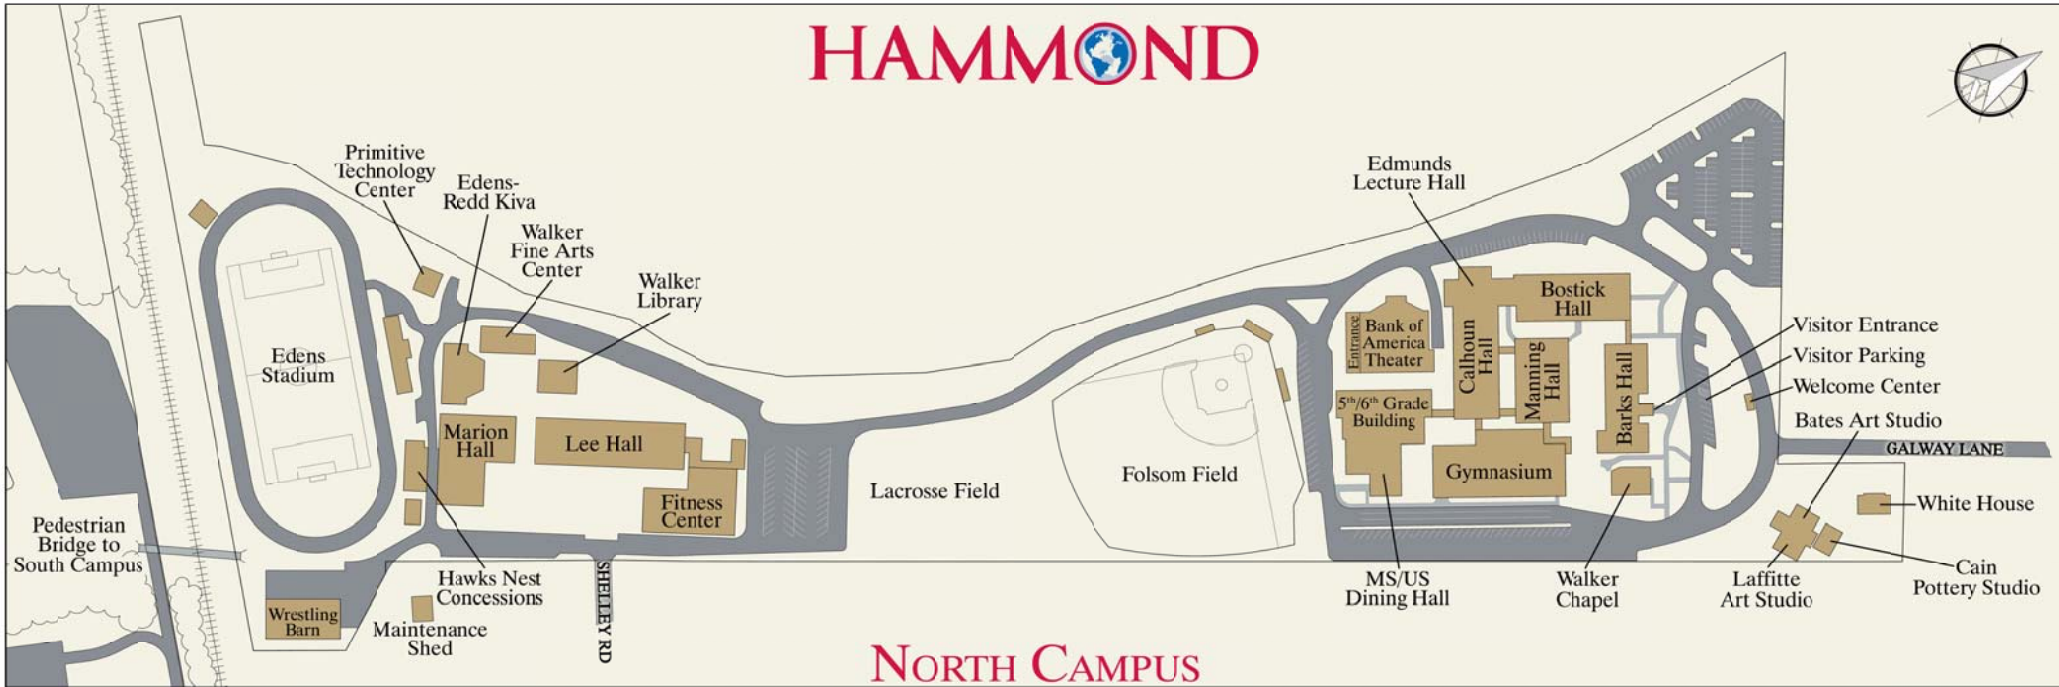 HAMMOND
Primitive
Technology
Center
Edens-
Redd Kiva
Walker
Fine Arts
Center
Walker
Library
Edens
Stadium
Marion
Hall
Lee Hall
Fitness
Center
Pedestrian
Bridge to
South Campus
Wrestling
Barn
Hawks Nest
Concessions
Maintenance
Shed
SHELLEY RD
Lacrosse Field
Folsom Field
Edmunds
Lecture Hall
Entrance
Bank of
America
Theater
Calhoun
Hall
Bostick
Hall
Manning
Hall
Barks Hall
5th/6th Grade
Building
Gymnasium
MS/US
Dining Hall
Walker
Chapel
Visitor Entrance
Visitor Parking
Welcome Center
Bates Art Studio
GALWAY LANE
White House
Cain
Pottery Studio
Laffitte
Art Studio
NORTH CAMPUS